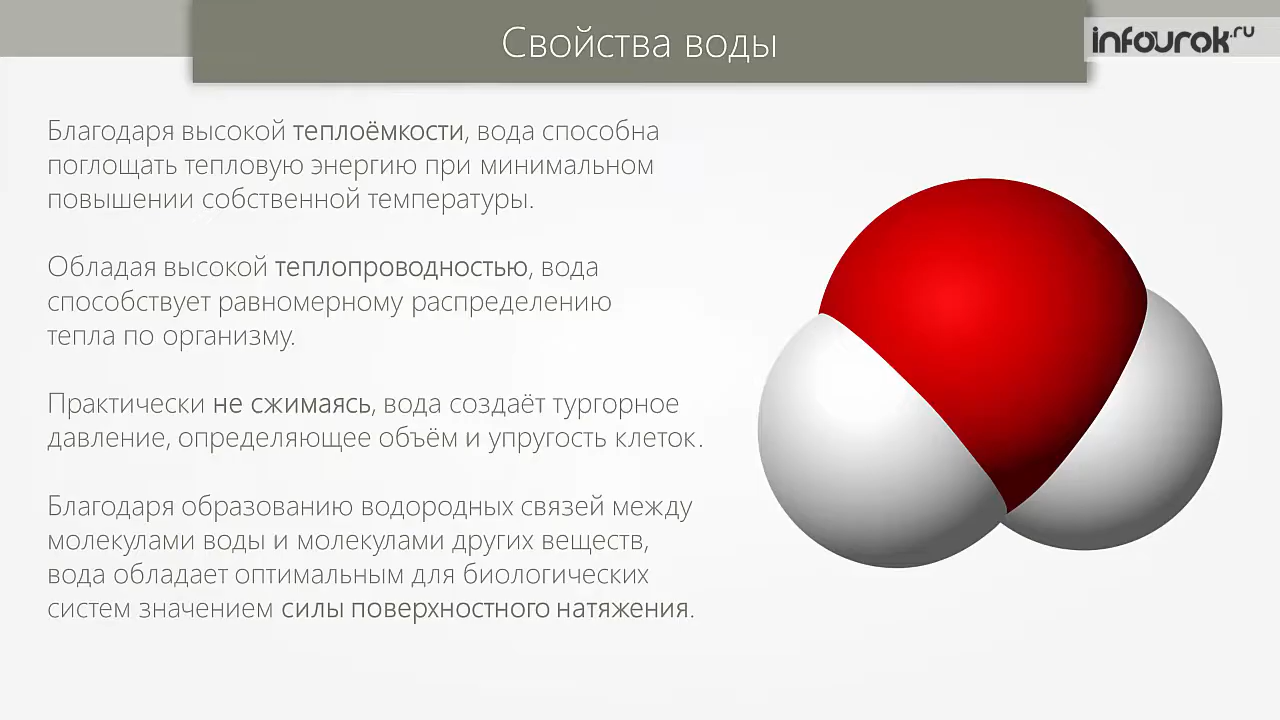 Свойства воды
infourok.ru
Благодаря высокой теплоёмкости, вода способна
поглощать тепловую энергию при минимальном
повышении собственной температуры.
Обладая высокой теплопроводностью, вода
способствует равномерному распределению
тепла по организму.
Практически не сжимаясь, вода создаёт тургорное
давление, определяющее объём и упругость клеток.
Благодаря образованию водородных связей между
молекулами воды и молекулами других веществ,
вода обладает оптимальным для биологических
систем значением силы поверхностного натяжения.